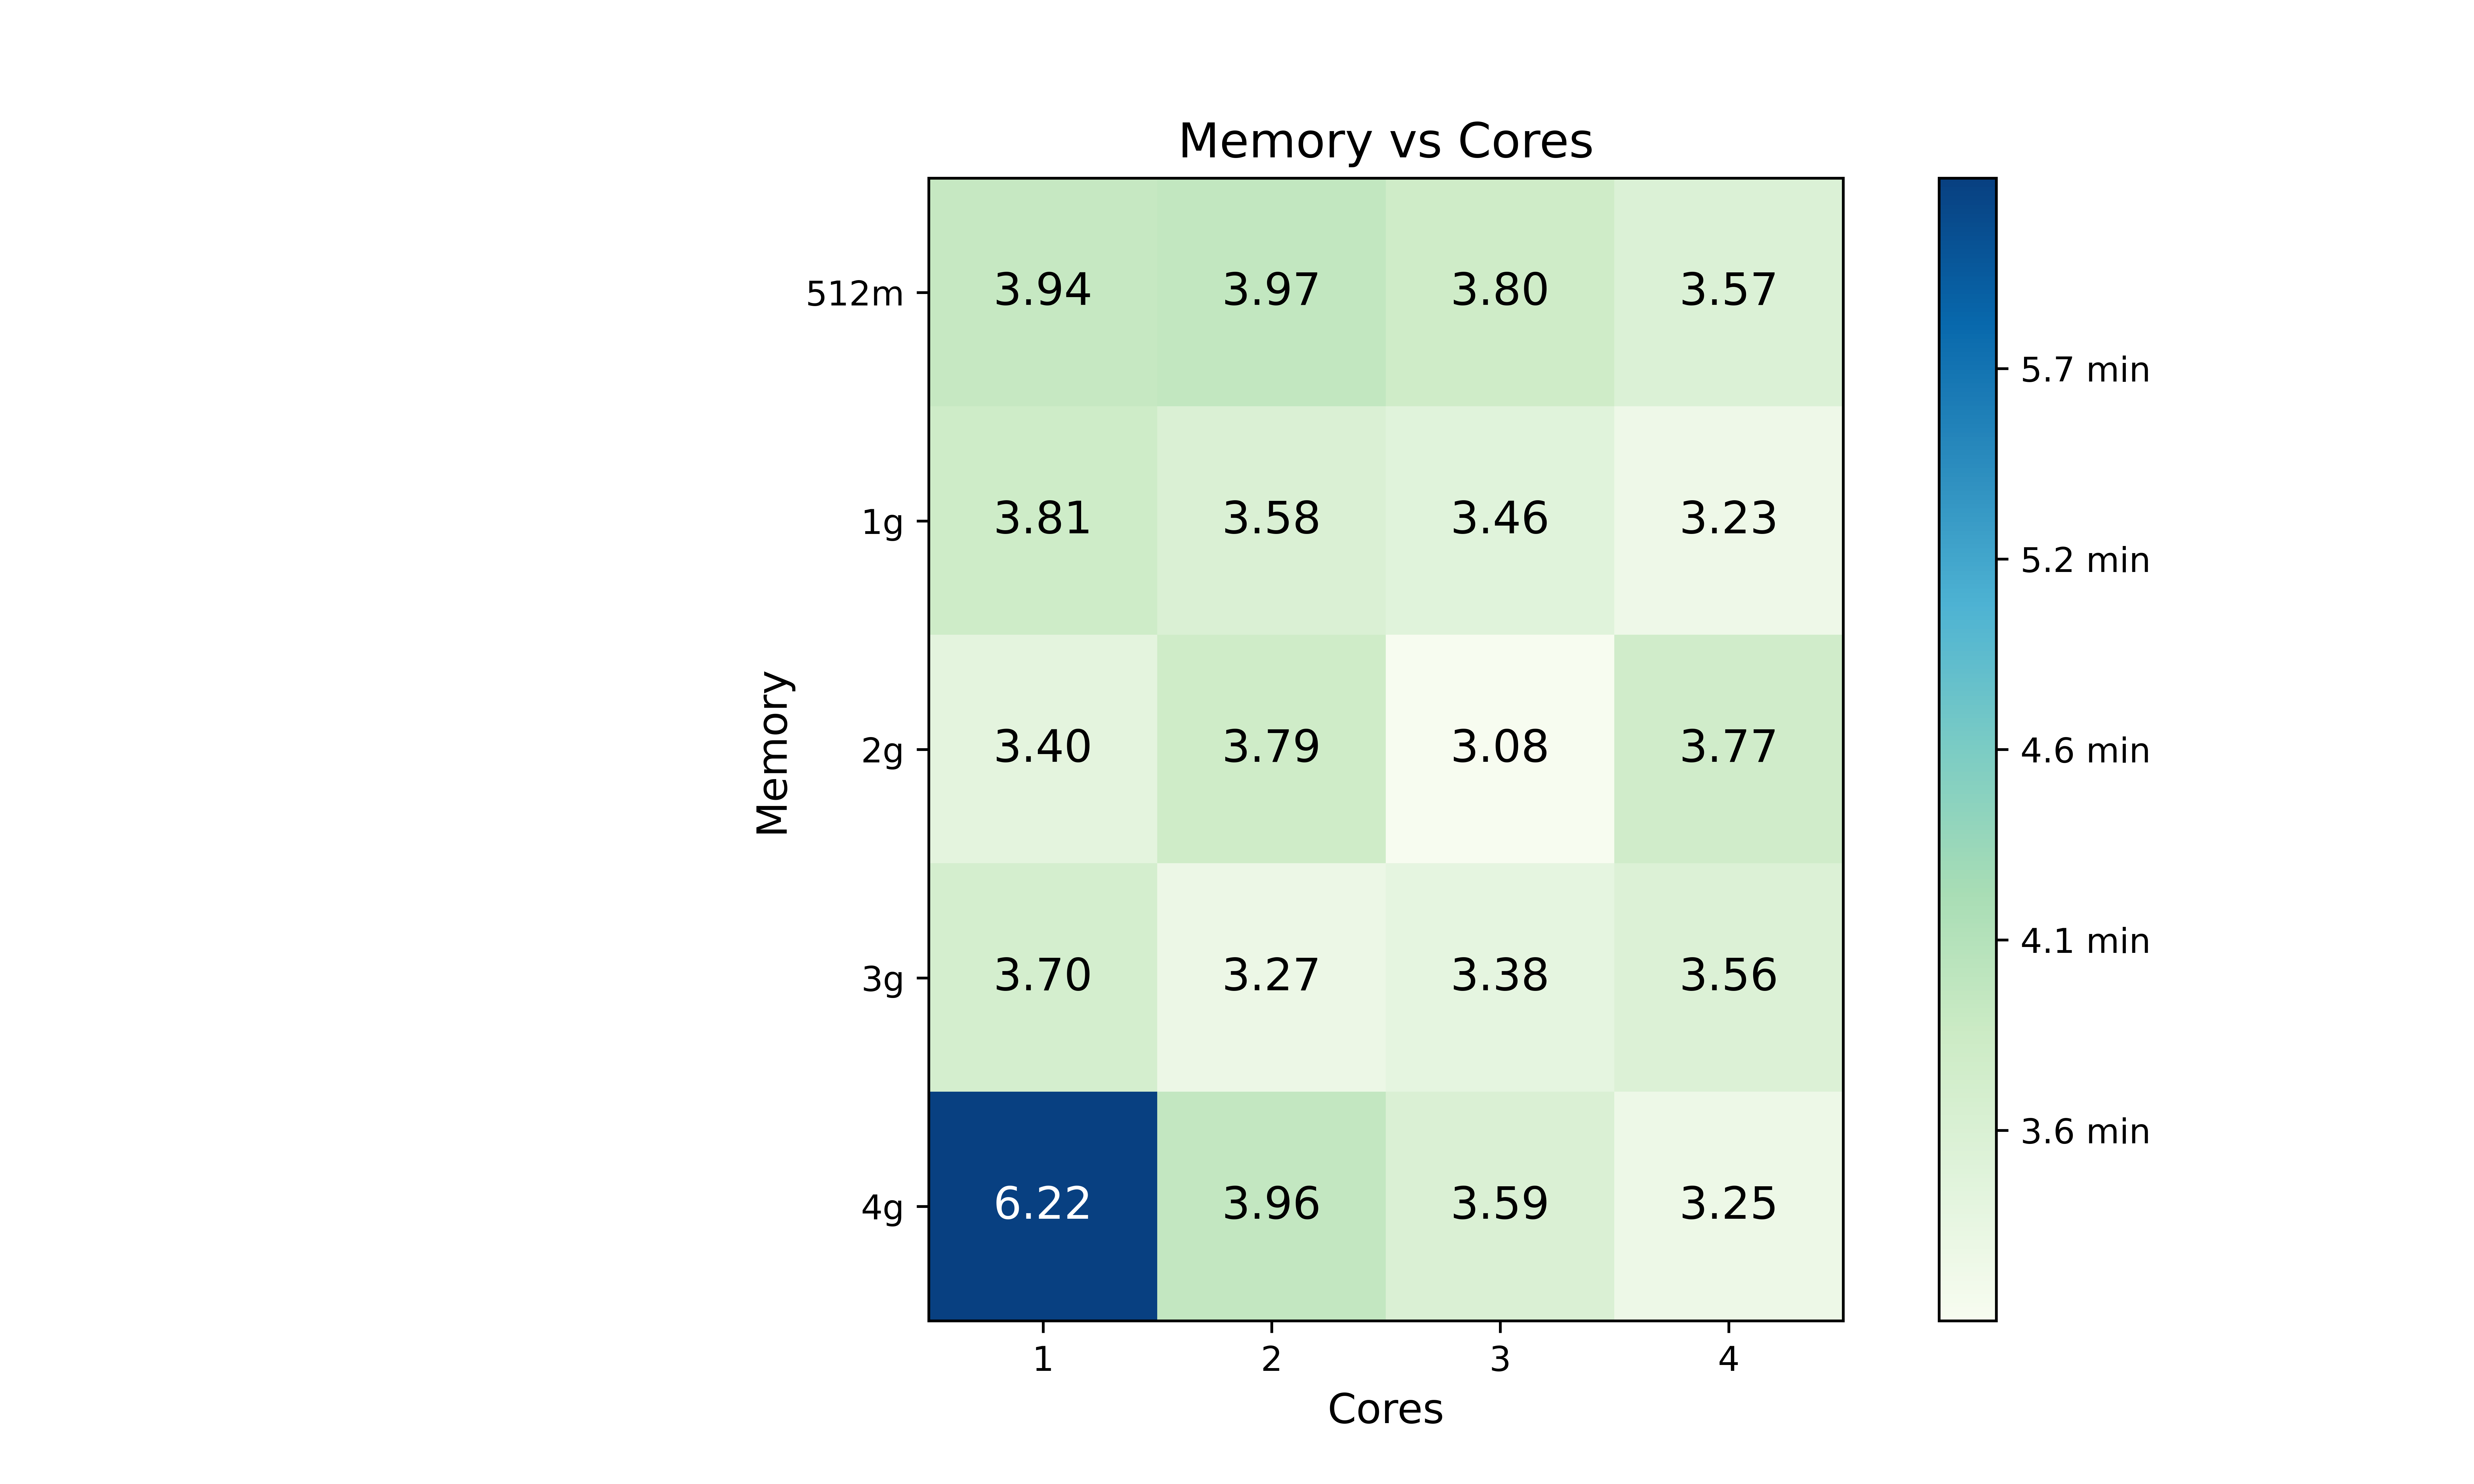 Memory vs Cores
512m 3.94 3.97 3.80 3.57
1g 3.81 3.58 3.46 3.23
2g 3.40 3.79 3.08 3.77
3g 3.70 3.27 3.38 3.56
4g 6.22 3.96 3.59 3.25
1 2 3 4
Cores
Memory
5.7 min
5.2 min
4.6 min
4.1 min
3.6 min